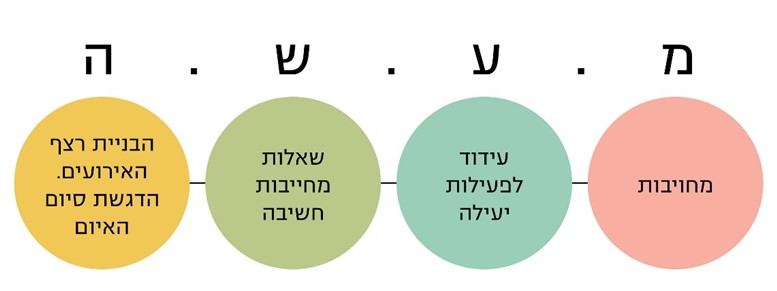 מ . ע . ש . ה
מחויבות
עידוד
לפעילות
יעילה
שאלות
מחייבות
חשיבה
הבניית רצף
האירועים.
הדגשת סיום
האיום